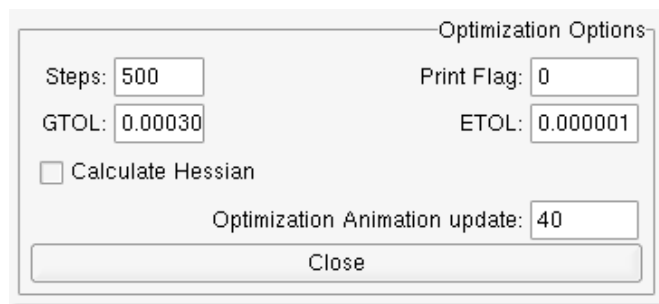 Optimization Options
Steps: 500 Print Flag: 0
GTOL: 0.00030 ETOL: 0.000001
Calculate Hessian
Optimization Animation update: 40
Close